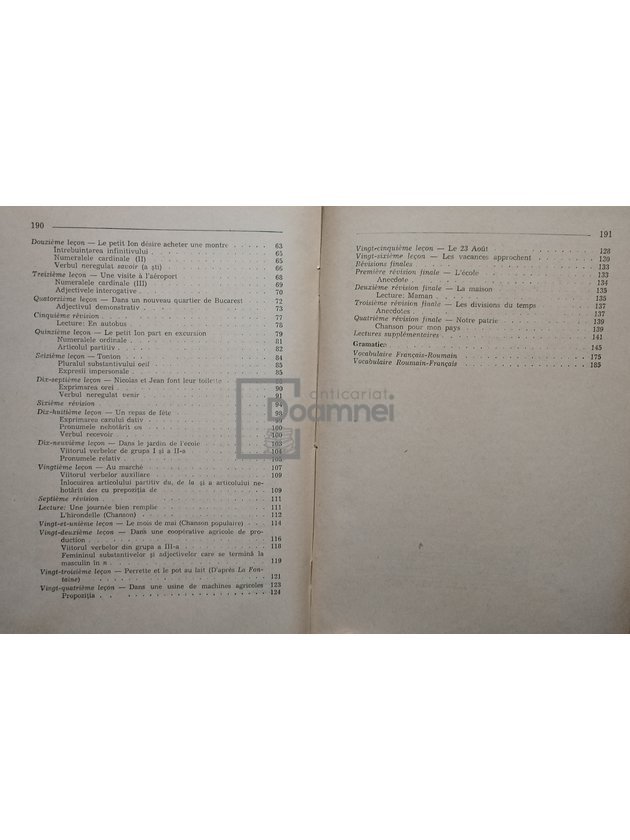 190
Douzième leçon — Le petit Ion désire acheter une montre . . . . . 63
Intrebuințarea infinitivului . . . . . 65
Numeralele cardinale (II) . . . . . 65
Verbul neregulat savoir (a ști) . . . . . 66
Treizième leçon — Une visite à l'aéroport . . . . . 68
Numeralele cardinale (III) . . . . . 69
Adjectivele interogative . . . . . 70
Quatorzième leçon — Dans un nouveau quartier de Bucarest . . 72
Adjectivul demonstrativ . . . . . 73
Cinquième révision . . . . . 77
Lecture: En autobus . . . . . 78
Quinzième leçon — Le petit Ion part en excursion . . . . . 79
Numeralele ordinale . . . . . 81
Articolul partitiv . . . . . 82
Seizième leçon — Tonton . . . . . 84
Pluralul substantivului oeil . . . . . 85
Expresii impersonale . . . . . 85
Dix-septième leçon — Nicolas et Jean font leur toilette . . . . .
Exprimarea orei . . . . . 90
Verbul neregulat venir . . . . . 91
Sixième révision . . . . . 94
Dix-huitième leçon — Un repas de fête . . . . . 98
Exprimarea cazului dativ . . . . . 99
Pronumele nehotărît on . . . . . 100
Verbul recevoir . . . . . 100
Dix-neuvième leçon — Dans le jardin de l'école . . . . . 103
Viitorul verbelor de grupa I și a II-a . . . . . 104
Pronumele relativ . . . . . 105
Vingtième leçon — Au marché . . . . . 107
Viitorul verbelor auxiliare . . . . . 109
Înlocuirea articolului partitiv du, de la și a articolului ne-
hotărît des cu prepoziția de . . . . . 109
Septième révision . . . . . 111
Lecture: Une journée bien remplie . . . . . 111
L'hirondelle (Chanson) . . . . . 112
Vingt-et-unième leçon — Le mois de mai (Chanson populaire) . . 114
Vingt-deuxième leçon — Dans une coopérative agricole de pro-
duction . . . . . 116
Viitorul verbelor din grupa a III-a . . . . . 118
Femininul substantivelor și adjectivelor care se termină la
masculin în n . . . . . 119
Vingt-troisième leçon — Perrette et le pot au lait (D'après La Fon-
taine) . . . . . 121
Vingt-quatrième leçon — Dans une usine de machines agricoles 123
Propoziția . . . . . 124
191
Vingt-cinquième leçon — Le 23 Août . . . . . 128
Vingt-sixième leçon — Les vacances approchent . . . . . 130
Révisions finales . . . . . 133
Première révision finale — L'école . . . . . 133
Anecdote . . . . . 134
Deuxième révision finale — La maison . . . . . 135
Lecture: Maman . . . . . 135
Troisième révision finale — Les divisions du temps . . . . . 137
Anecdotes . . . . . 137
Quatrième révision finale — Notre patrie . . . . . 139
Chanson pour mon pays . . . . . 139
Lectures supplémentaires . . . . . 141
Gramatica . . . . . 145
Vocabulaire Français-Roumain . . . . . 175
Vocabulaire Roumain-Français . . . . . 185
anticariat
Doamnei